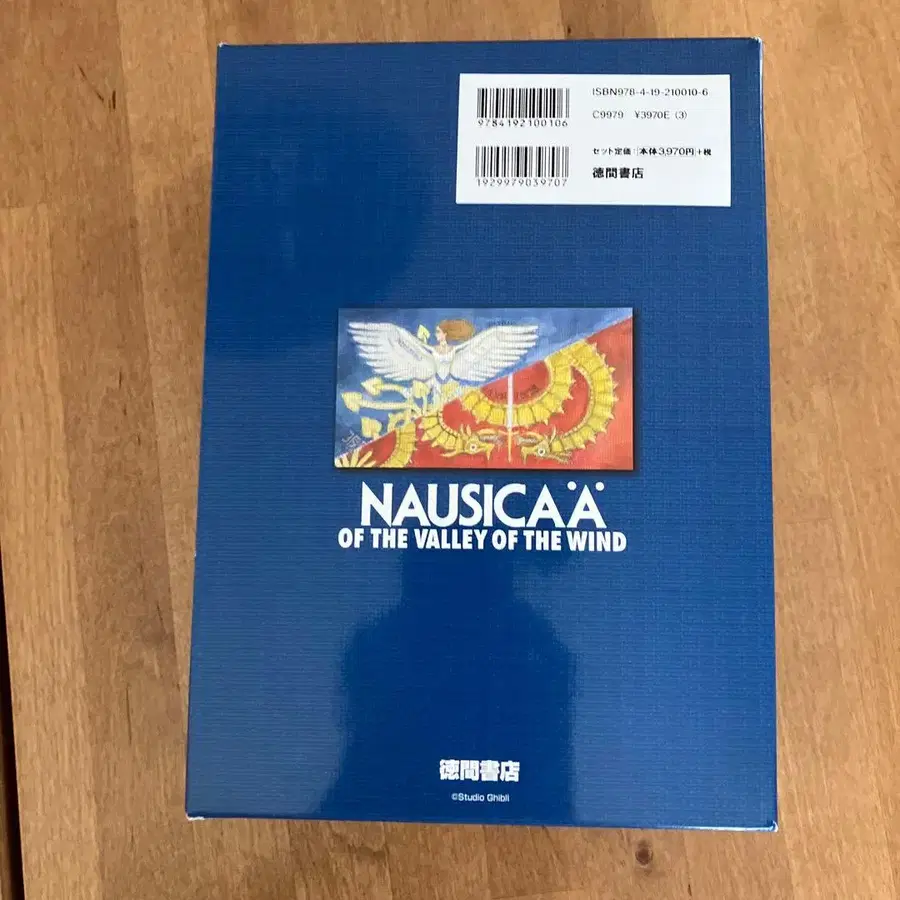 ISBN978-4-19-210010-6
C9979 ¥3970E (3)
9784192100106
セット定価:[本体3,970円]+税
徳間書店
1929979039707
NAUSICAÄ
OF THE VALLEY OF THE WIND
徳間書店
©Studio Ghibli